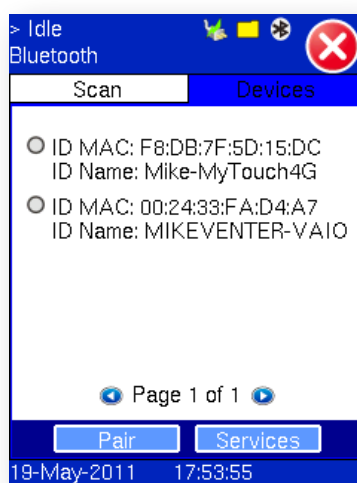 > Idle
Bluetooth
Scan Devices
ID MAC: F8:DB:7F:5D:15:DC
ID Name: Mike-MyTouch4G
ID MAC: 00:24:33:FA:D4:A7
ID Name: MIKEVENTER-VAIO
Page 1 of 1
Pair Services
19-May-2011 17:53:55